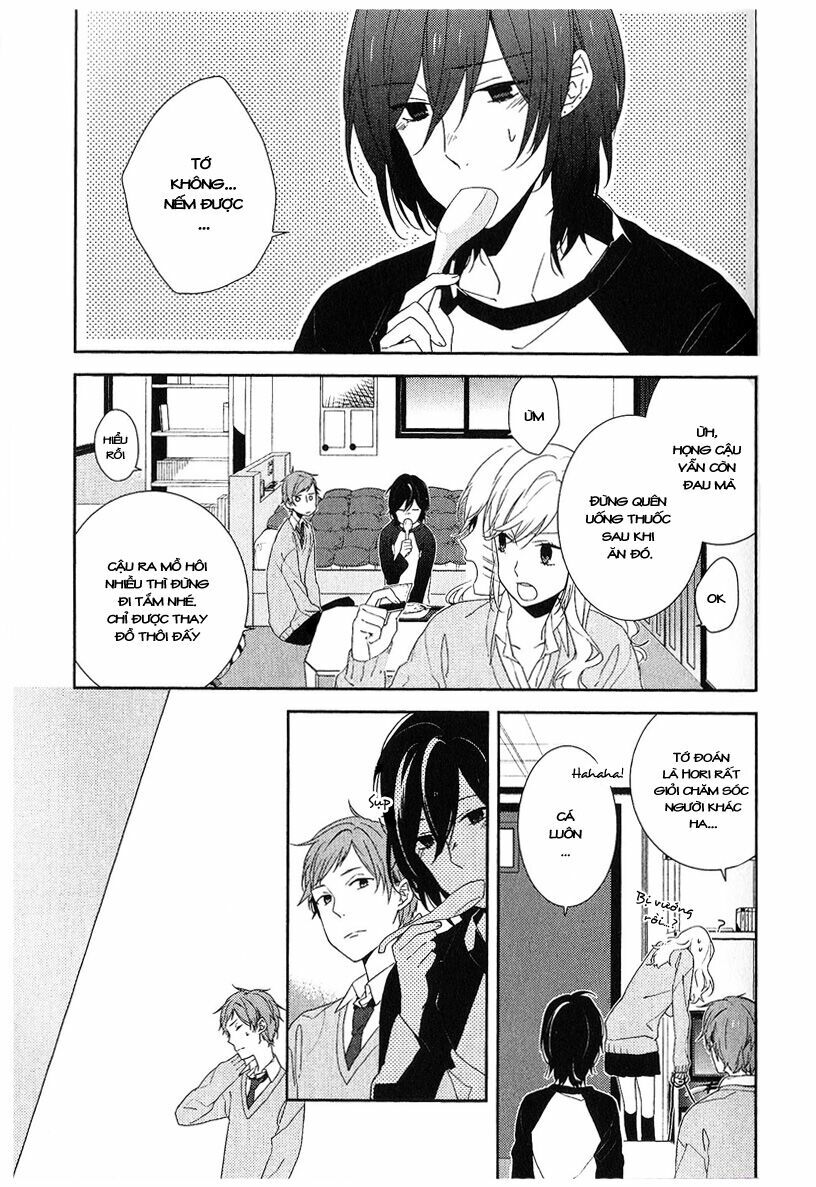 TỚ
KHÔNG...
NẾM ĐƯỢC
...
ỪH,
HỌNG CẬU
VẪN CÒN
ĐAU MÀ
ĐỪNG QUÊN
UỐNG THUỐC
SAU KHI
ĂN ĐÓ.
OK
ỪM
HIỂU
RỒI
CẬU RA MỒ HÔI
NHIỀU THÌ ĐỪNG
ĐI TẮM NHÉ.
CHỈ ĐƯỢC THAY
ĐỒ THÔI ĐẤY
TỚ ĐOÁN
LÀ HORI RẤT
GIỎI CHĂM SÓC
NGƯỜI KHÁC
HA...
Bị vướng
rồi...?
Hahaha!
CÁ
LUÔN
...
Sụp